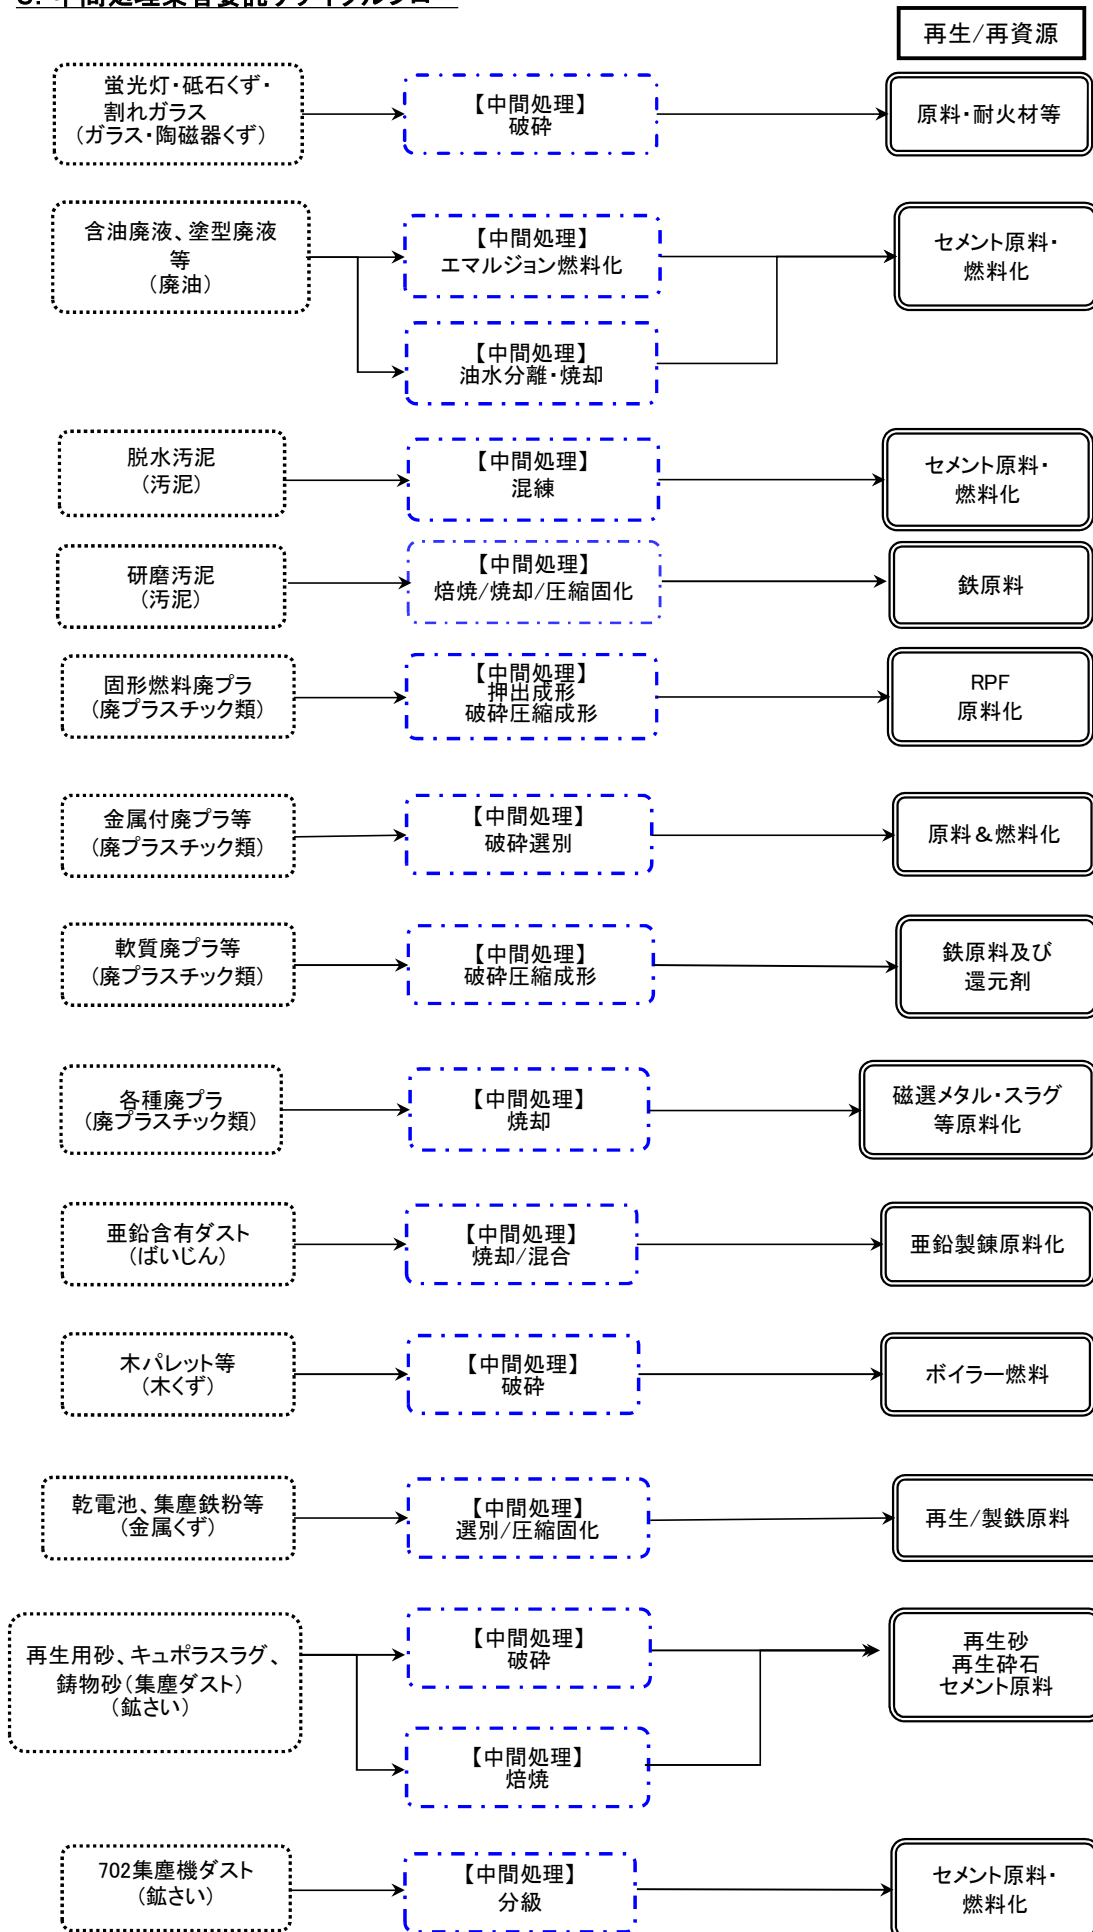 再生/再資源
蛍光灯・砥石くず・
割れガラス
(ガラス・陶磁器くず)
【中間処理】
破砕
原料・耐火材等
含油廃液、塗型廃液
等
(廃油)
【中間処理】
エマルジョン燃料化
セメント原料・
燃料化
【中間処理】
油水分離・焼却
脱水汚泥
(汚泥)
【中間処理】
混練
セメント原料・
燃料化
研磨汚泥
(汚泥)
【中間処理】
焙焼/焼却/圧縮固化
鉄原料
固形燃料廃プラ
(廃プラスチック類)
【中間処理】
押出成形
破砕圧縮成形
RPF
原料化
金属付廃プラ等
(廃プラスチック類)
【中間処理】
破砕選別
原料＆燃料化
軟質廃プラ等
(廃プラスチック類)
【中間処理】
破砕圧縮成形
鉄原料及び
還元剤
各種廃プラ
(廃プラスチック類)
【中間処理】
焼却
磁選メタル・スラグ
等原料化
亜鉛含有ダスト
(ばいじん)
【中間処理】
焼却/混合
亜鉛製錬原料化
木パレット等
(木くず)
【中間処理】
破砕
ボイラー燃料
乾電池、集塵鉄粉等
(金属くず)
【中間処理】
選別/圧縮固化
再生/製鉄原料
再生用砂、キュポラスラグ、
鋳物砂(集塵ダスト)
(鉱さい)
【中間処理】
破砕
再生砂
再生砕石
セメント原料
【中間処理】
焙焼
702集塵機ダスト
(鉱さい)
【中間処理】
分級
セメント原料・
燃料化